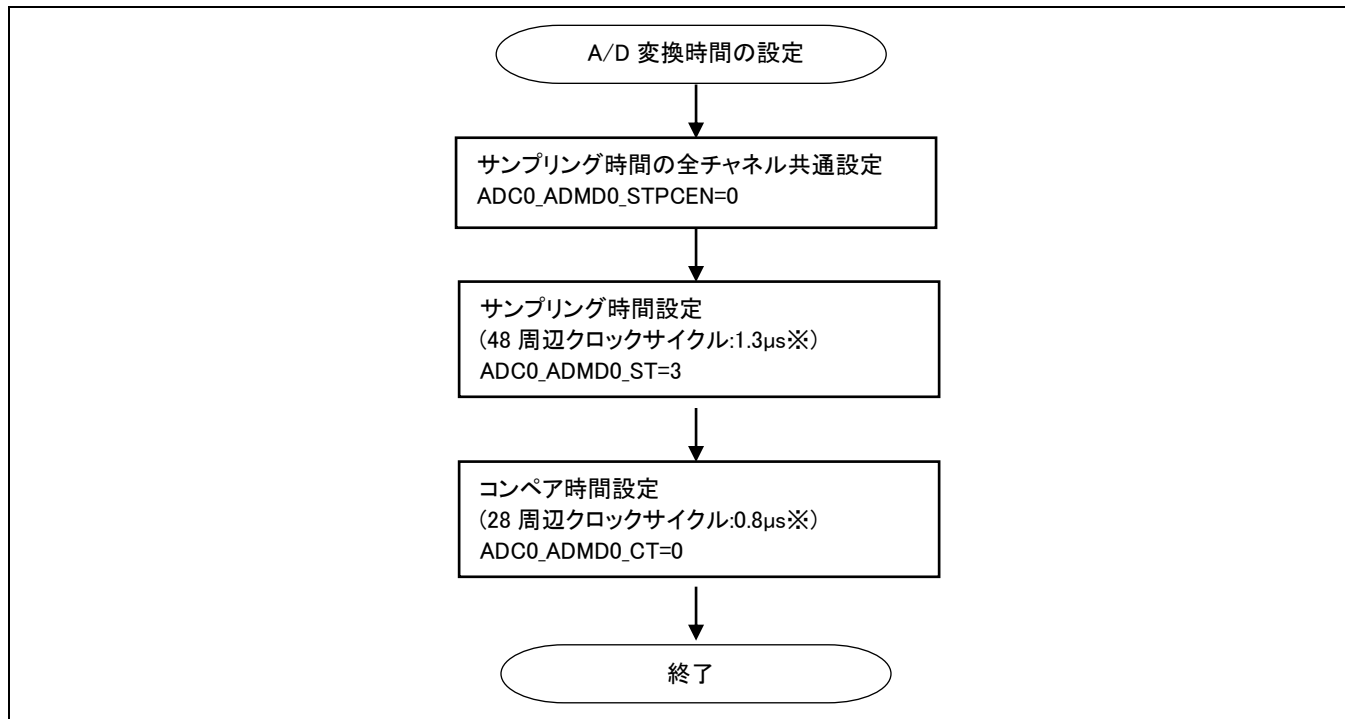 A/D 変換時間の設定
サンプリング時間の全チャネル共通設定
ADC0_ADMD0_STPCEN=0
サンプリング時間設定
(48 周辺クロックサイクル:1.3µs※)
ADC0_ADMD0_ST=3
コンペア時間設定
(28 周辺クロックサイクル:0.8µs※)
ADC0_ADMD0_CT=0
終了